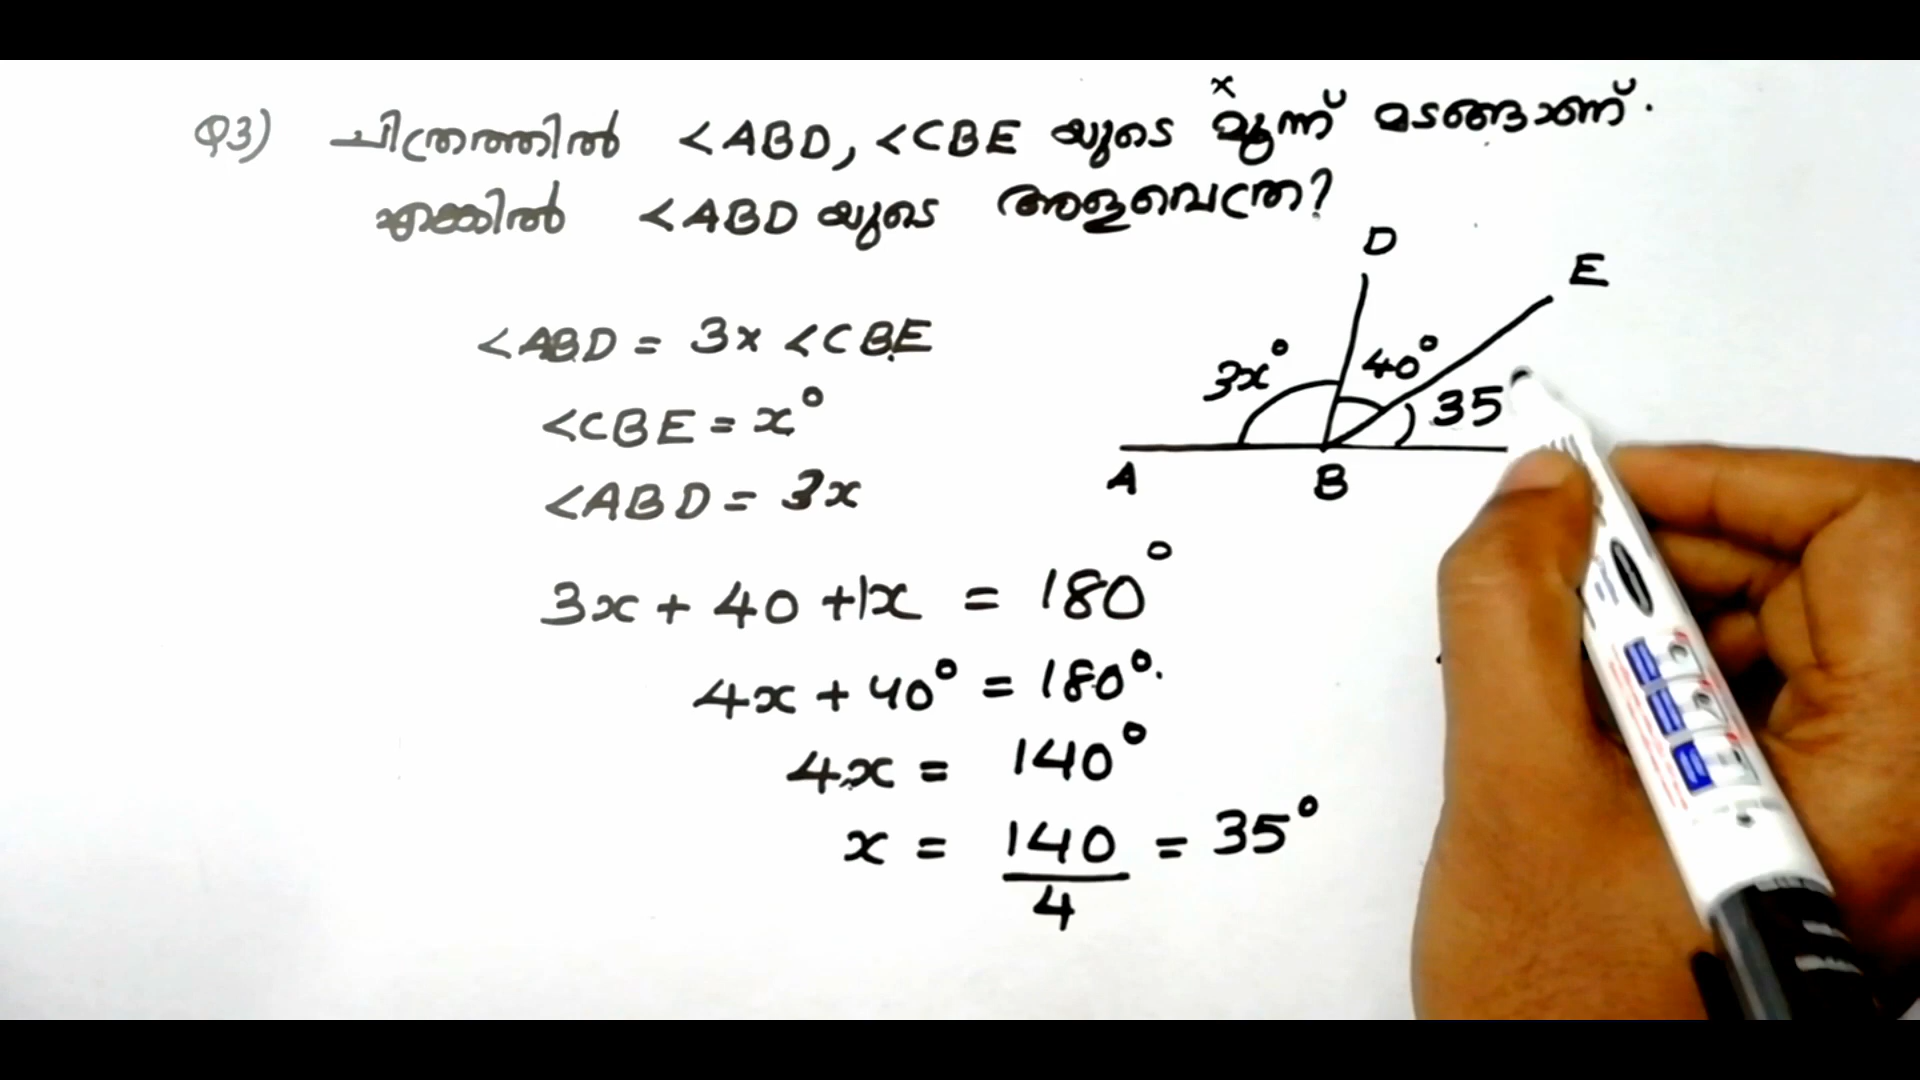 Q3) ചിത്രത്തിൽ <ABD, <CBE യുടെ മൂന്ന് മടങ്ങാണ്.
x
എങ്കിൽ <ABD യുടെ അളവെത്ര?
D
E
<ABD = 3x <CBE
3x° 40° 35
<CBE = x°
A B
<ABD = 3x
3x + 40 + 1x = 180°
4x + 40° = 180°.
4x = 140°
x = 140/4 = 35°